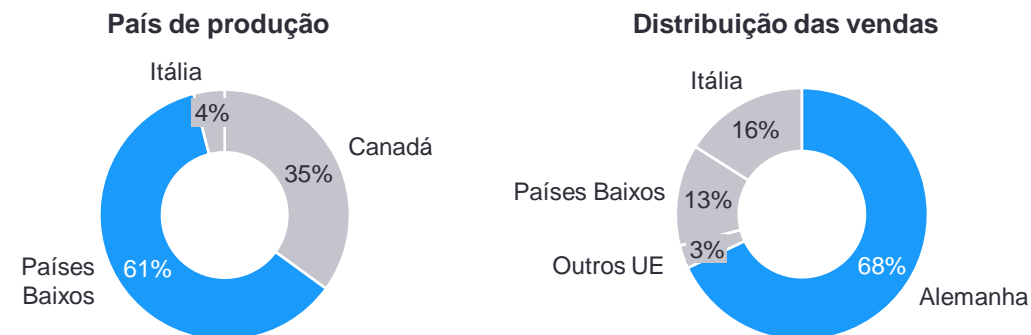 País de produção
Itália
4%
Canadá
35%
Países
Baixos
61%
Distribuição das vendas
Itália
16%
Países Baixos
13%
Outros UE
3%
68%
Alemanha